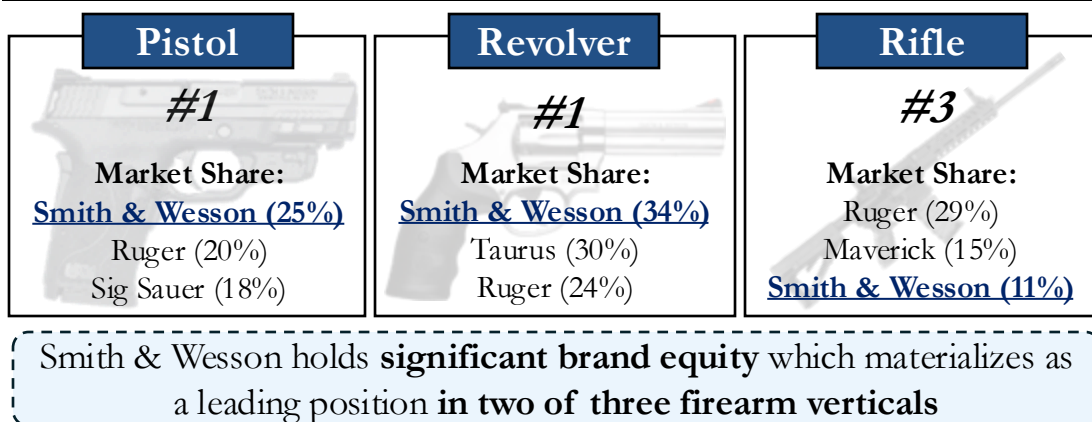 Pistol
#1
Market Share:
Smith & Wesson (25%)
Ruger (20%)
Sig Sauer (18%)
Revolver
#1
Market Share:
Smith & Wesson (34%)
Taurus (30%)
Ruger (24%)
Rifle
#3
Market Share:
Ruger (29%)
Maverick (15%)
Smith & Wesson (11%)
Smith & Wesson holds significant brand equity which materializes as
a leading position in two of three firearm verticals